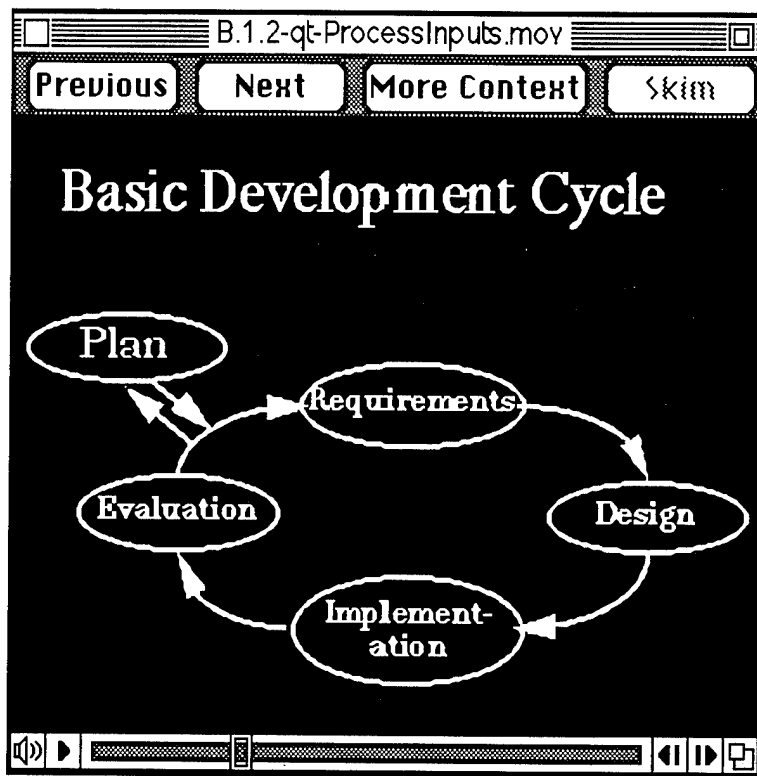 B.1.2-qt-ProcessInputs.mov
Previous Next More Context Skim
Basic Development Cycle
Plan
Requirements
Evaluation
Design
Implement-
ation